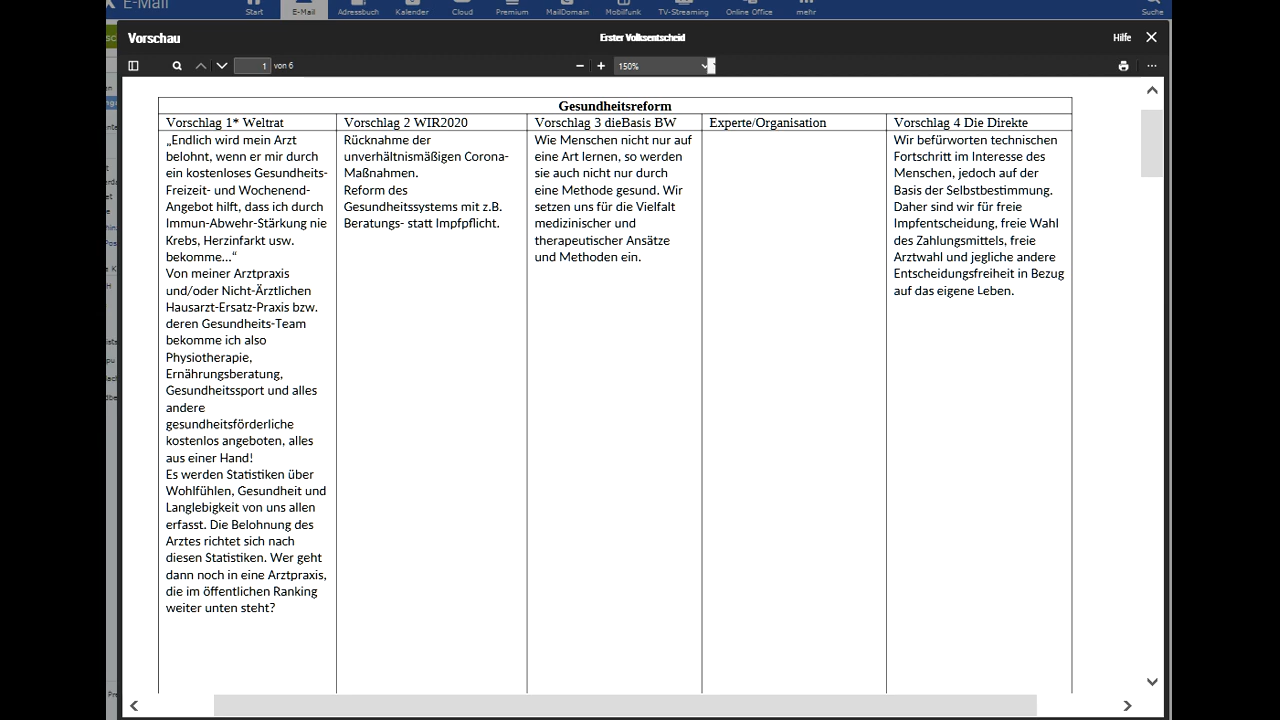 E-Mail
Start
E-Mail
Adressbuch
Kalender
Cloud
Premium
MailDomain
Mobilfunk
TV-Streaming
Online Office
mehr
Suche
Vorschau
Erster Volksentscheid
Hilfe
1 von 6
150%
Gesundheitsreform
Vorschlag 1* Weltrat
„Endlich wird mein Arzt
belohnt, wenn er mir durch
ein kostenloses Gesundheits-
Freizeit- und Wochenend-
Angebot hilft, dass ich durch
Immun-Abwehr-Stärkung nie
Krebs, Herzinfarkt usw.
bekomme…“
Von meiner Arztpraxis
und/oder Nicht-Ärztlichen
Hausarzt-Ersatz-Praxis bzw.
deren Gesundheits-Team
bekomme ich also
Physiotherapie,
Ernährungsberatung,
Gesundheitssport und alles
andere
gesundheitsförderliche
kostenlos angeboten, alles
aus einer Hand!
Es werden Statistiken über
Wohlfühlen, Gesundheit und
Langlebigkeit von uns allen
erfasst. Die Belohnung des
Arztes richtet sich nach
diesen Statistiken. Wer geht
dann noch in eine Arztpraxis,
die im öffentlichen Ranking
weiter unten steht?
Vorschlag 2 WIR2020
Rücknahme der
unverhältnismäßigen Corona-
Maßnahmen.
Reform des
Gesundheitssystems mit z.B.
Beratungs- statt Impfpflicht.
Vorschlag 3 dieBasis BW
Wie Menschen nicht nur auf
eine Art lernen, so werden
sie auch nicht nur durch
eine Methode gesund. Wir
setzen uns für die Vielfalt
medizinischer und
therapeutischer Ansätze
und Methoden ein.
Experte/Organisation
Vorschlag 4 Die Direkte
Wir befürworten technischen
Fortschritt im Interesse des
Menschen, jedoch auf der
Basis der Selbstbestimmung.
Daher sind wir für freie
Impfentscheidung, freie Wahl
des Zahlungsmittels, freie
Arztwahl und jegliche andere
Entscheidungsfreiheit in Bezug
auf das eigene Leben.